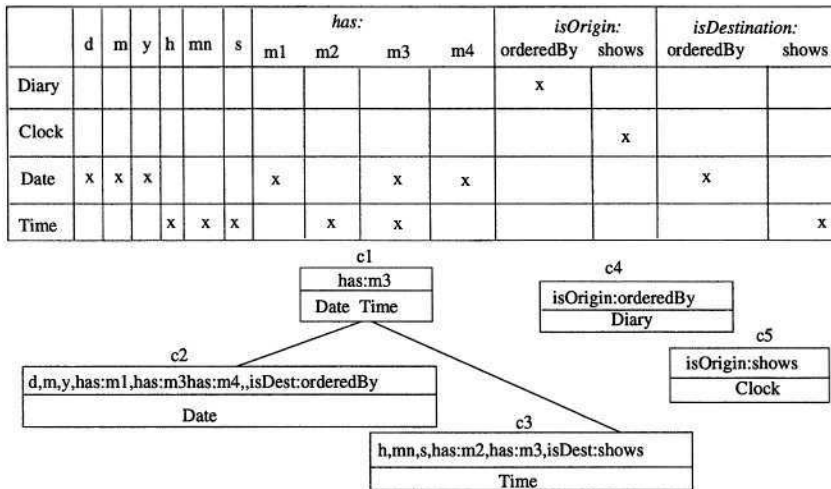 has: isOrigin: isDestination:
d m y h mn s m1 m2 m3 m4 orderedBy shows orderedBy shows
Diary x
Clock x
Date x x x x x x x
Time x x x x x x
c1
has:m3
Date Time
c4
isOrigin:orderedBy
Diary
c5
isOrigin:shows
Clock
c2
d,m,y,has:m1,has:m3has:m4,,isDest:orderedBy
Date
c3
h,mn,s,has:m2,has:m3,isDest:shows
Time